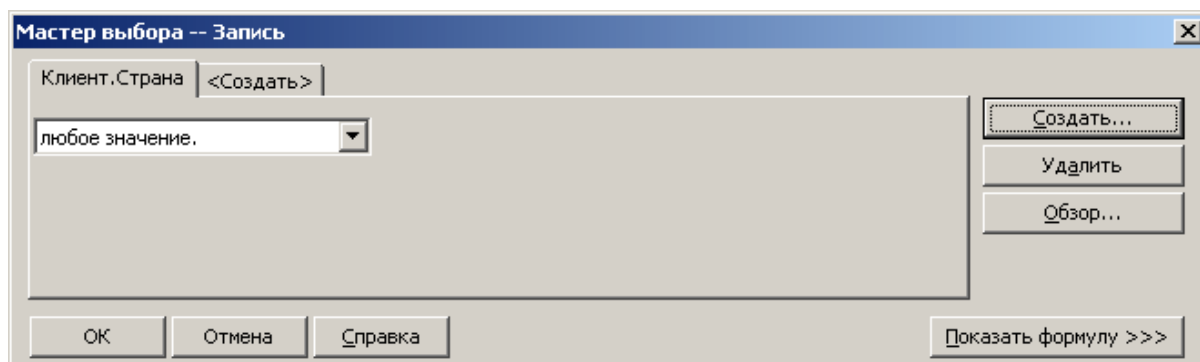 Мастер выбора -- Запись
Клиент.Страна <Создать>
любое значение.
Создать...
Удалить
Обзор...
OK Отмена Справка Показать формулу >>>